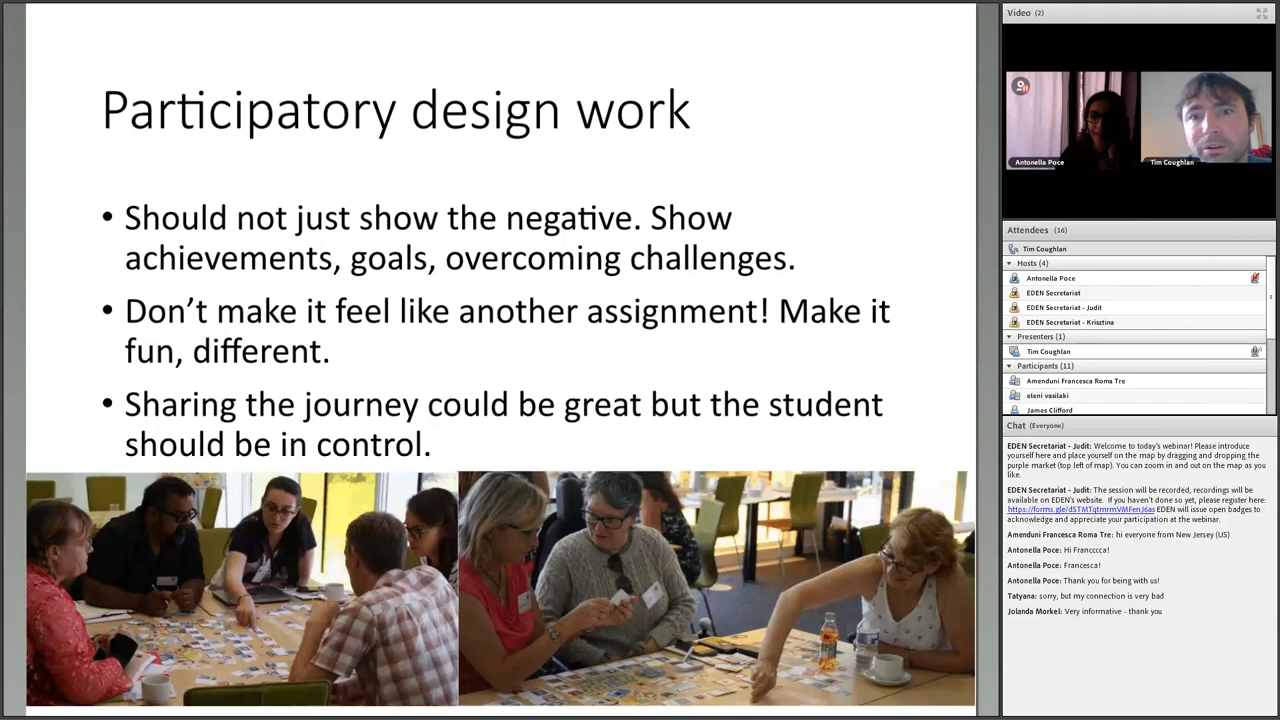 Participatory design work
• Should not just show the negative. Show
achievements, goals, overcoming challenges.
• Don't make it feel like another assignment! Make it
fun, different.
• Sharing the journey could be great but the student
should be in control.
Video (2)
Antonella Poce
Tim Coughlan
Attendees (16)
Tim Coughlan
Hosts (4)
Antonella Poce
EDEN Secretariat
EDEN Secretariat - Judit
EDEN Secretariat - Krisztina
Presenters (1)
Tim Coughlan
Participants (11)
Amenduni Francesca Roma Tre
eleni vasilaki
James Clifford
Chat (Everyone)
EDEN Secretariat - Judit: Welcome to today's webinar! Please introduce
yourself here and place yourself on the map by dragging and dropping the
purple market (top left of map). You can zoom in and out on the map as you
like.
EDEN Secretariat - Judit: The session will be recorded, recordings will be
available on EDEN's website. If you haven't done so yet, please register here:
https://forms.gle/dSTMTqtmrmVMFenJ6as EDEN will issue open badges to
acknowledge and appreciate your participation at the webinar.
Amenduni Francesca Roma Tre: hi everyone from New Jersey (US)
Antonella Poce: Hi Franccca!
Antonella Poce: Francesca!
Antonella Poce: Thank you for being with us!
Tatyana: sorry, but my connection is very bad
Jolanda Morkel: Very informative - thank you